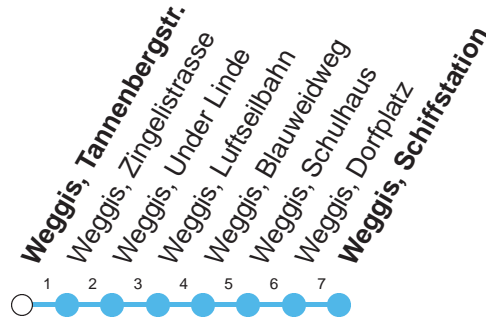 Weggis, Tannenbergstr.
Weggis, Zingelistrasse
Weggis, Under Linde
Weggis, Luftseilbahn
Weggis, Blauweidweg
Weggis, Schulhaus
Weggis, Dorfplatz
Weggis, Schiffstation
1 2 3 4 5 6 7